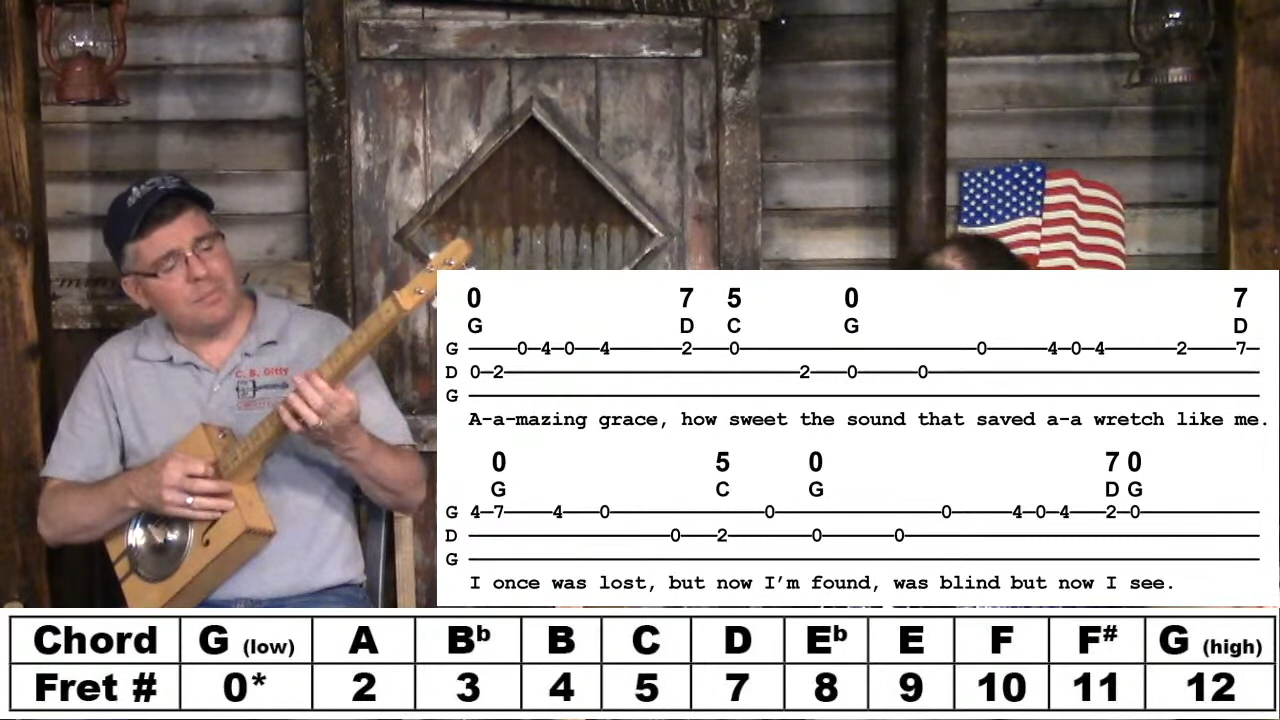 C. B. Gitty
0 7 5 0 7
G D C G D
G 0-4-0-4 2-0 0 4-0-4 2-7
D 0-2 2-0 0
G
A-a-mazing grace, how sweet the sound that saved a-a wretch like me.
0 5 0 7 0
G C G D G
G 4-7 4-0 0 0 4-0-4 2-0
D 0-2 0 0
G
I once was lost, but now I'm found, was blind but now I see.
Chord G (low) A Bb B C D Eb E F F# G (high)
Fret # 0* 2 3 4 5 7 8 9 10 11 12